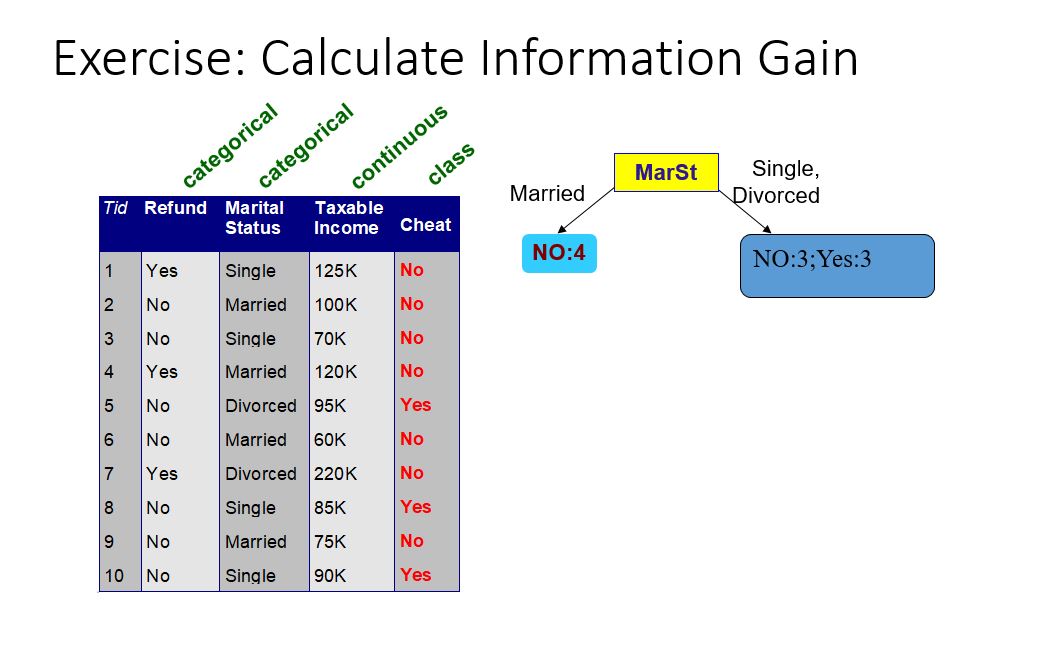 Exercise: Calculate Information Gain
categorical
categorical
continuous
class
Tid Refund Marital Status Taxable Income Cheat
1 Yes Single 125K No
2 No Married 100K No
3 No Single 70K No
4 Yes Married 120K No
5 No Divorced 95K Yes
6 No Married 60K No
7 Yes Divorced 220K No
8 No Single 85K Yes
9 No Married 75K No
10 No Single 90K Yes
MarSt
Married
Single,
Divorced
NO:4
NO:3;Yes:3